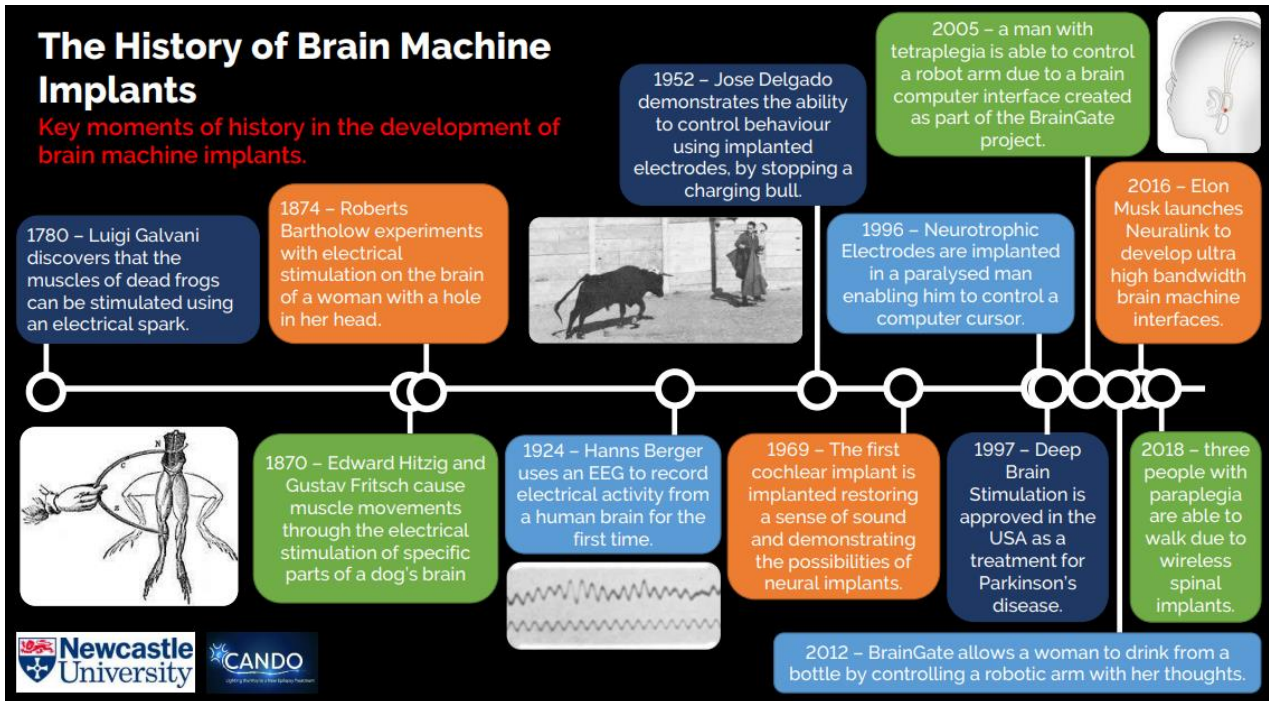 The History of Brain Machine
Implants
Key moments of history in the development of
brain machine implants.
1780 – Luigi Galvani
discovers that the
muscles of dead frogs
can be stimulated using
an electrical spark.
1870 – Edward Hitzig and
Gustav Fritsch cause
muscle movements
through the electrical
stimulation of specific
parts of a dog's brain
1874 – Roberts
Bartholow experiments
with electrical
stimulation on the brain
of a woman with a hole
in her head.
1924 – Hanns Berger
uses an EEG to record
electrical activity from
a human brain for the
first time.
1952 – Jose Delgado
demonstrates the ability
to control behaviour
using implanted
electrodes, by stopping a
charging bull.
1969 – The first
cochlear implant is
implanted restoring
a sense of sound
and demonstrating
the possibilities of
neural implants.
1996 – Neurotrophic
Electrodes are implanted
in a paralysed man
enabling him to control a
computer cursor.
1997 – Deep
Brain
Stimulation is
approved in the
USA as a
treatment for
Parkinson's
disease.
2005 – a man with
tetraplegia is able to control
a robot arm due to a brain
computer interface created
as part of the BrainGate
project.
2012 – BrainGate allows a woman to drink from a
bottle by controlling a robotic arm with her thoughts.
2016 – Elon
Musk launches
Neuralink to
develop ultra
high bandwidth
brain machine
interfaces.
2018 – three
people with
paraplegia
are able to
walk due to
wireless
spinal
implants.
N
C
Newcastle
University
CANDO